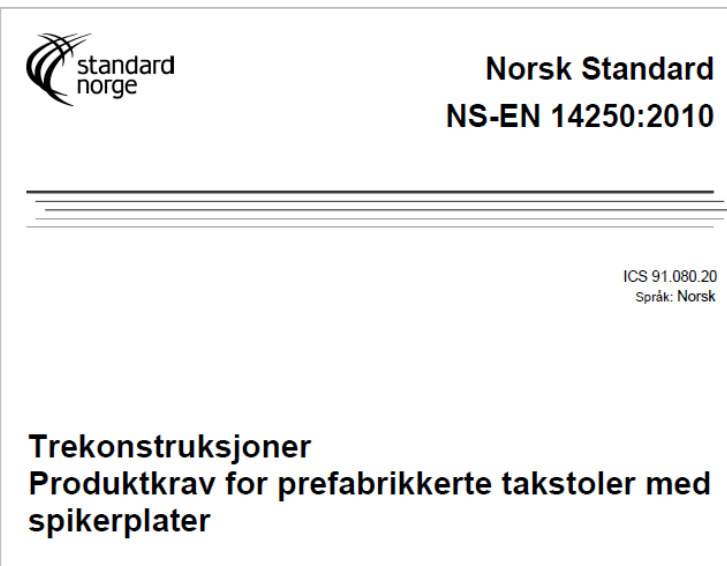 standard
norge
Norsk Standard
NS-EN 14250:2010
ICS 91.080.20
Språk: Norsk
Trekonstruksjoner
Produktkrav for prefabrikkerte takstoler med
spikerplater